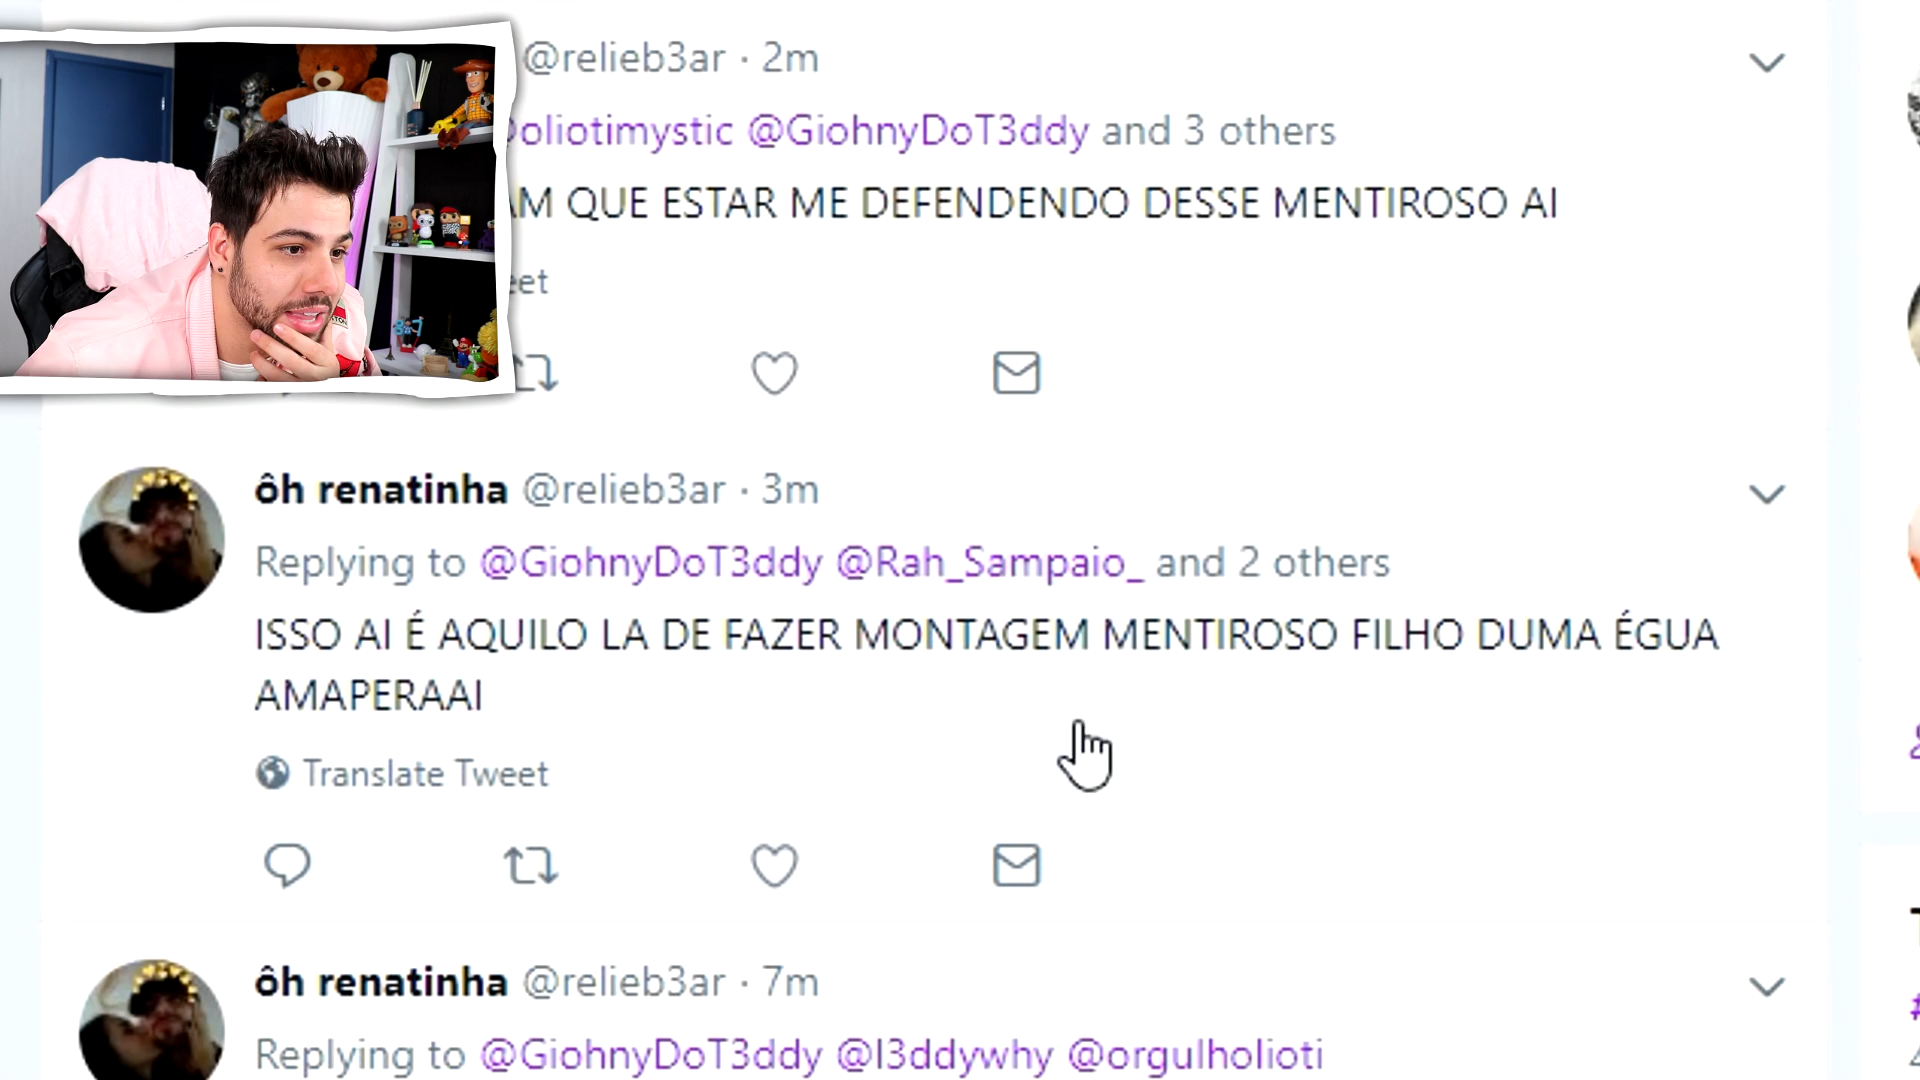 @relieb3ar · 2m
oliotimystic @GiohnyDoT3ddy and 3 others
AM QUE ESTAR ME DEFENDENDO DESSE MENTIROSO AI
eet
ôh renatinha @relieb3ar · 3m
Replying to @GiohnyDoT3ddy @Rah_Sampaio_ and 2 others
ISSO AI É AQUILO LA DE FAZER MONTAGEM MENTIROSO FILHO DUMA ÉGUA
AMAPERAAI
Translate Tweet
ôh renatinha @relieb3ar · 7m
Replying to @GiohnyDoT3ddy @l3ddywhy @orgulholioti